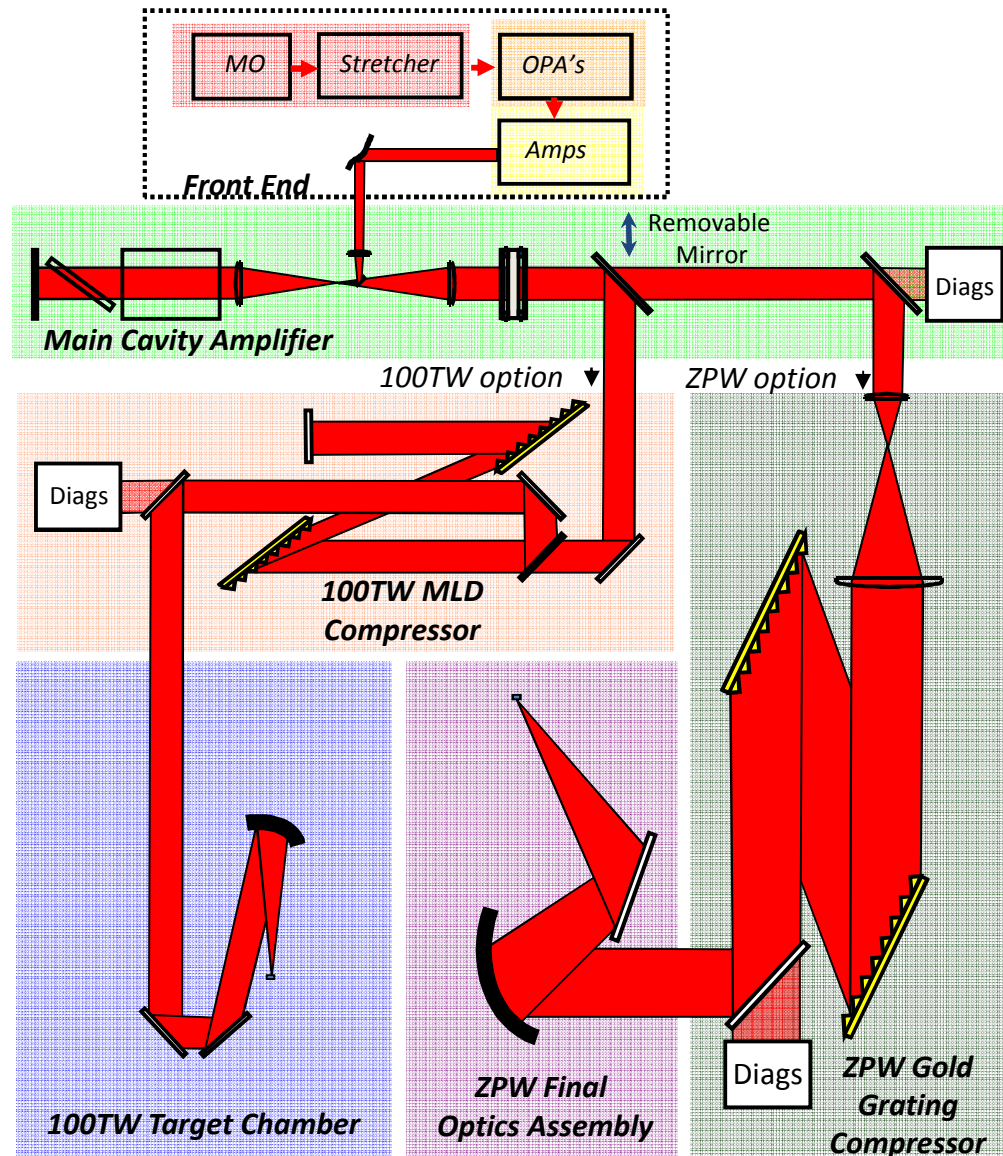 MO
Stretcher
OPA's
Amps
Front End
Removable
Mirror
Diags
Main Cavity Amplifier
100TW option
ZPW option
Diags
100TW MLD
Compressor
100TW Target Chamber
ZPW Final
Optics Assembly
Diags
ZPW Gold
Grating
Compressor